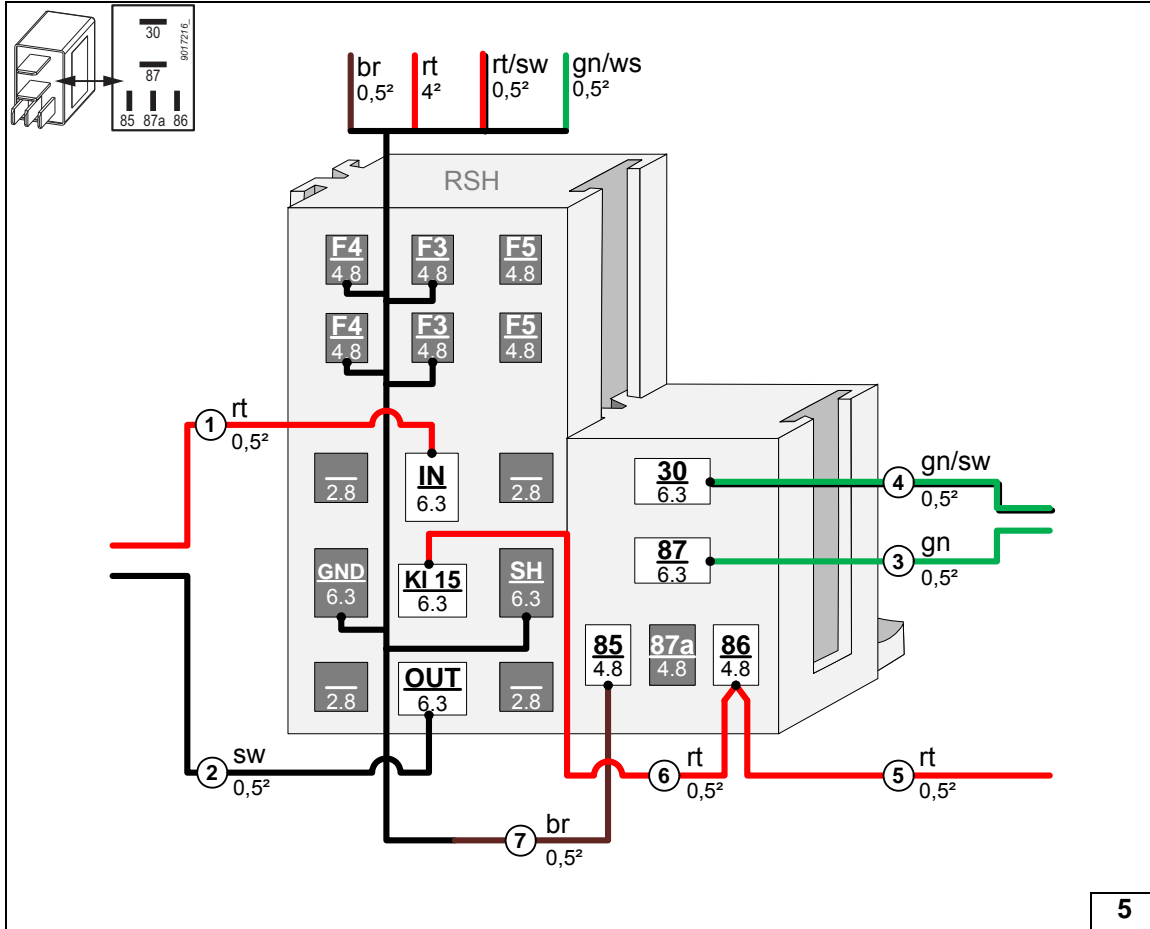 30
87
85 87a 86
9017216_
br
0,5²
rt
4²
rt/sw
0,5²
gn/ws
0,5²
RSH
F4
4.8
F3
4.8
F5
4.8
F4
4.8
F3
4.8
F5
4.8
1
rt
0,5²
2.8
IN
6.3
2.8
30
6.3
4
gn/sw
0,5²
87
6.3
3
gn
0,5²
GND
6.3
KI 15
6.3
SH
6.3
85
4.8
87a
4.8
86
4.8
2.8
OUT
6.3
2.8
2
sw
0,5²
6
rt
0,5²
5
rt
0,5²
7
br
0,5²
5